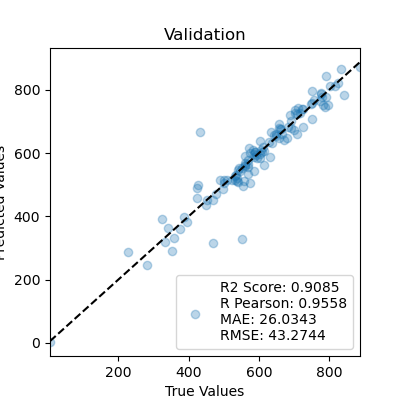 Validation
Predicted Values
800
600
400
200
0
R2 Score: 0.9085
R Pearson: 0.9558
MAE: 26.0343
RMSE: 43.2744
200
400
600
800
True Values